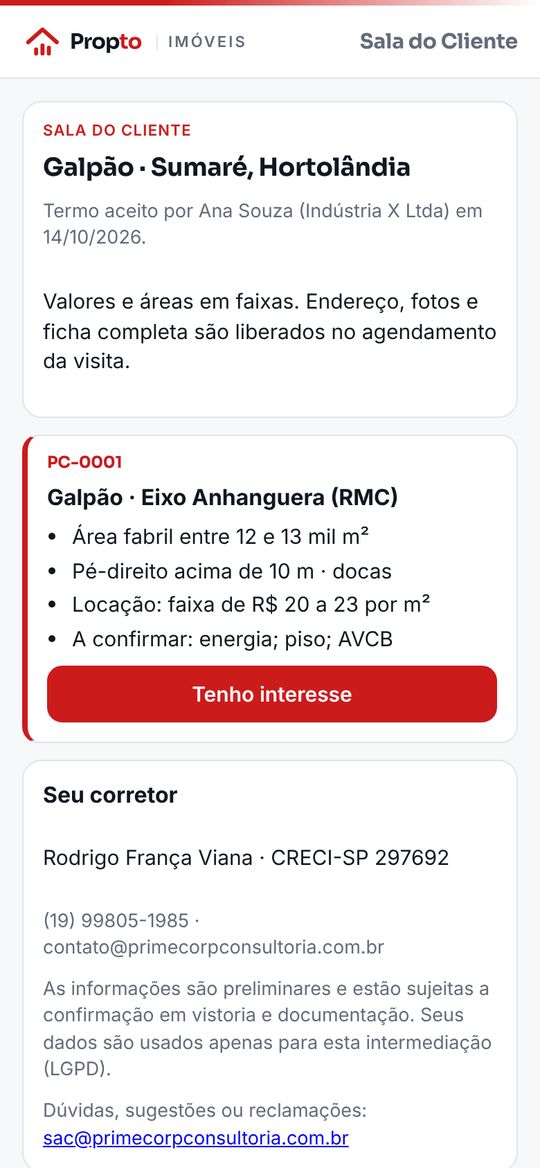 Propto IMÓVEIS Sala do Cliente
SALA DO CLIENTE
Galpão · Sumaré, Hortolândia
Termo aceito por Ana Souza (Indústria X Ltda) em
14/10/2026.
Valores e áreas em faixas. Endereço, fotos e
ficha completa são liberados no agendamento
da visita.
PC-0001
Galpão · Eixo Anhanguera (RMC)
• Área fabril entre 12 e 13 mil m²
• Pé-direito acima de 10 m · docas
• Locação: faixa de R$ 20 a 23 por m²
• A confirmar: energia; piso; AVCB
Tenho interesse
Seu corretor
Rodrigo França Viana · CRECI-SP 297692
(19) 99805-1985 ·
contato@primecorpconsultoria.com.br
As informações são preliminares e estão sujeitas a
confirmação em vistoria e documentação. Seus
dados são usados apenas para esta intermediação
(LGPD).
Dúvidas, sugestões ou reclamações:
sac@primecorpconsultoria.com.br